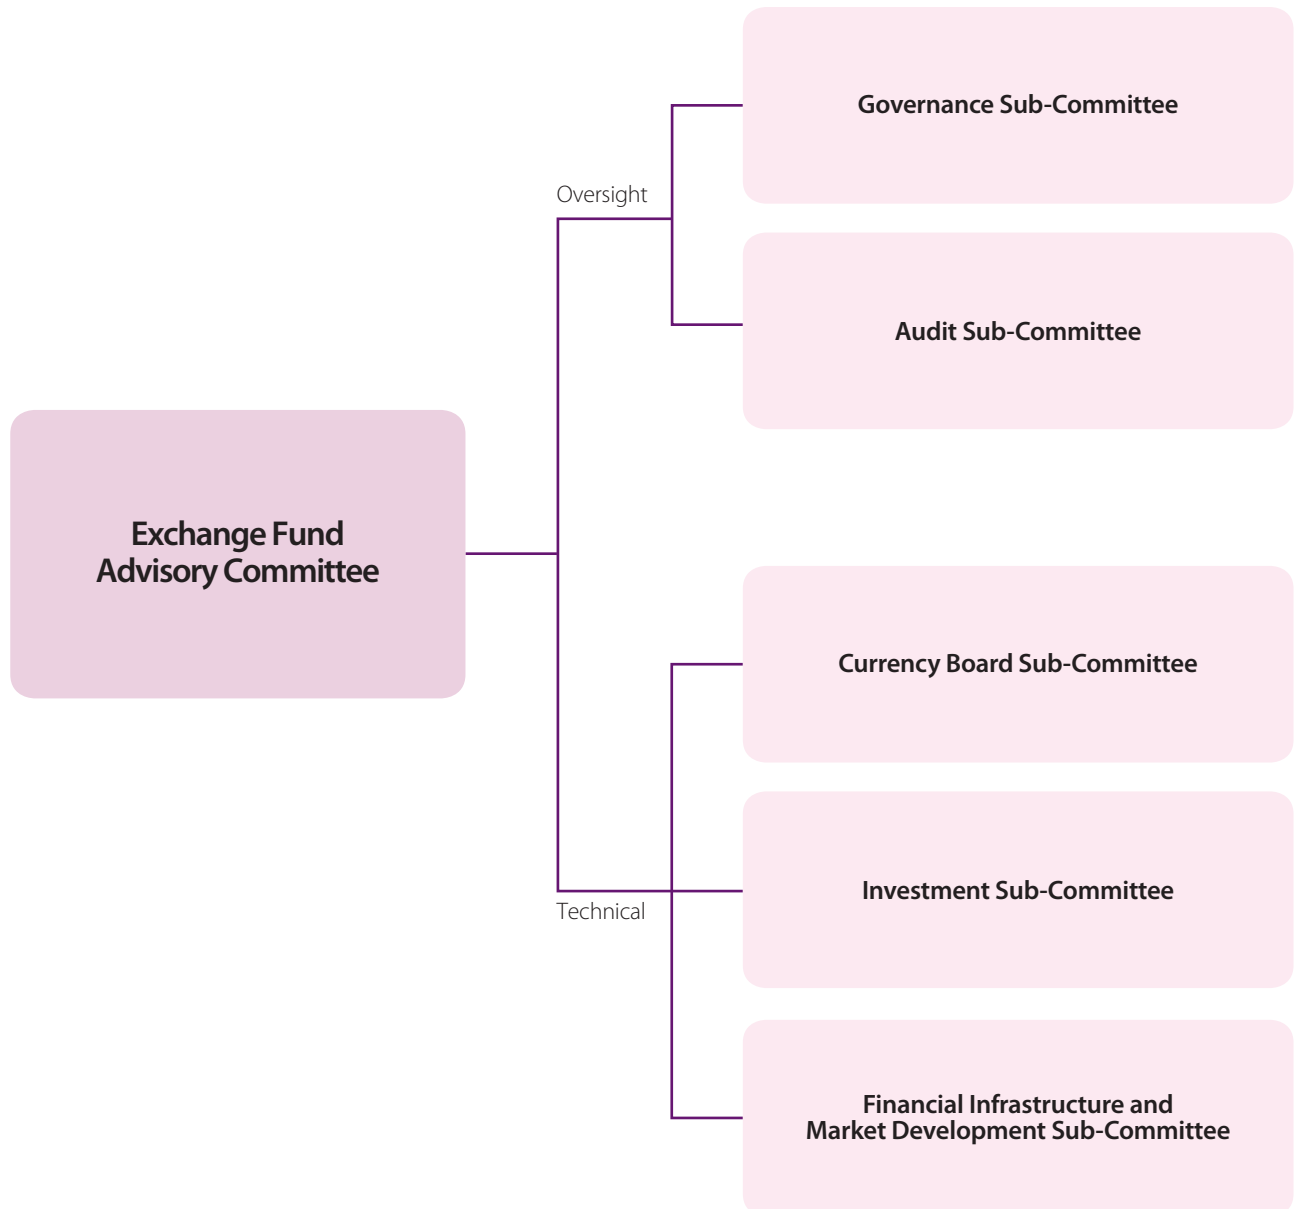 Governance Sub-Committee
Oversight
Audit Sub-Committee
Exchange Fund
Advisory Committee
Currency Board Sub-Committee
Investment Sub-Committee
Technical
Financial Infrastructure and
Market Development Sub-Committee